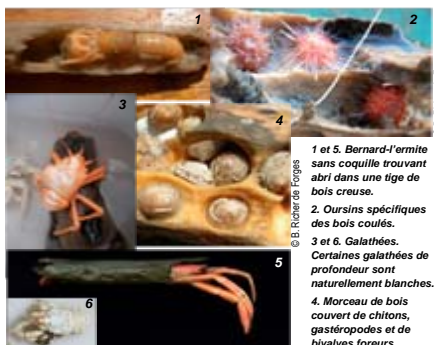 1
2
3
4
5
6
© B. Richer de Forges
1 et 5. Bernard-l'ermite
sans coquille trouvant
abri dans une tige de
bois creuse.
2. Oursins spécifiques
des bois coulés.
3 et 6. Galathées.
Certaines galathées de
profondeur sont
naturellement blanches.
4. Morceau de bois
couvert de chitons,
gastéropodes et de
bivalves foreurs